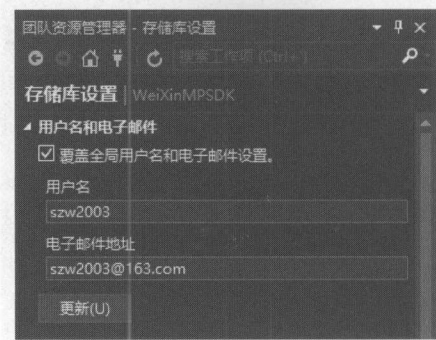 团队资源管理器 - 存储库设置
搜索工作项 (Ctrl+')
存储库设置 | WeiXinMPSDK
用户名和电子邮件
覆盖全局用户名和电子邮件设置。
用户名
szw2003
电子邮件地址
szw2003@163.com
更新(U)